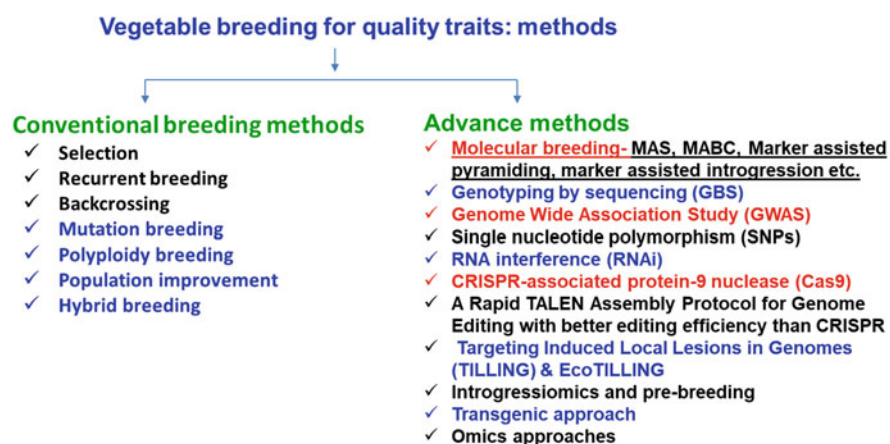 Vegetable breeding for quality traits: methods
Conventional breeding methods
✓ Selection
✓ Recurrent breeding
✓ Backcrossing
✓ Mutation breeding
✓ Polyploidy breeding
✓ Population improvement
✓ Hybrid breeding
Advance methods
✓ Molecular breeding- MAS, MABC, Marker assisted
pyramiding, marker assisted introgression etc.
✓ Genotyping by sequencing (GBS)
✓ Genome Wide Association Study (GWAS)
✓ Single nucleotide polymorphism (SNPs)
✓ RNA interference (RNAi)
✓ CRISPR-associated protein-9 nuclease (Cas9)
✓ A Rapid TALEN Assembly Protocol for Genome
Editing with better editing efficiency than CRISPR
✓ Targeting Induced Local Lesions in Genomes
(TILLING) & EcoTILLING
✓ Introgressiomics and pre-breeding
✓ Transgenic approach
✓ Omics approaches